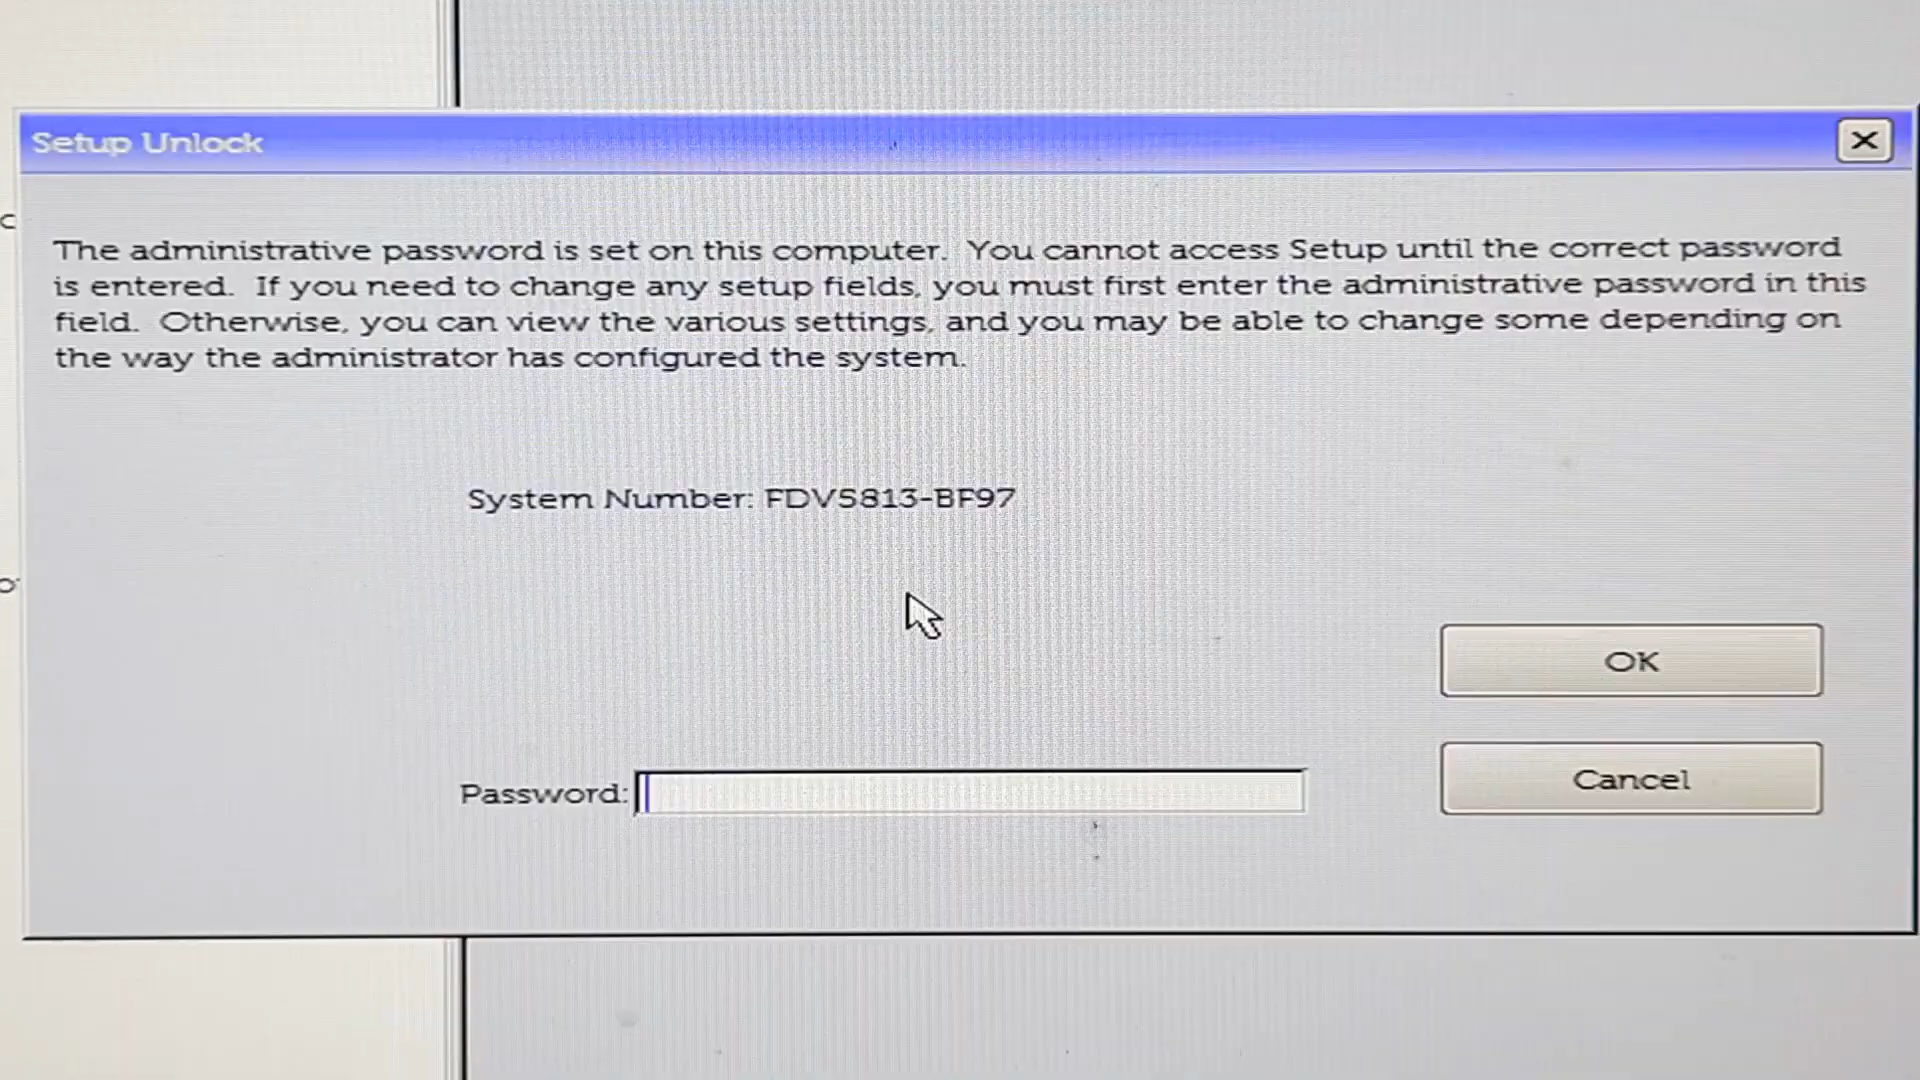 Setup Unlock
The administrative password is set on this computer. You cannot access Setup until the correct password
is entered. If you need to change any setup fields, you must first enter the administrative password in this
field. Otherwise, you can view the various settings, and you may be able to change some depending on
the way the administrator has configured the system.
System Number: FDVS813-BF97
OK
Password:
Cancel